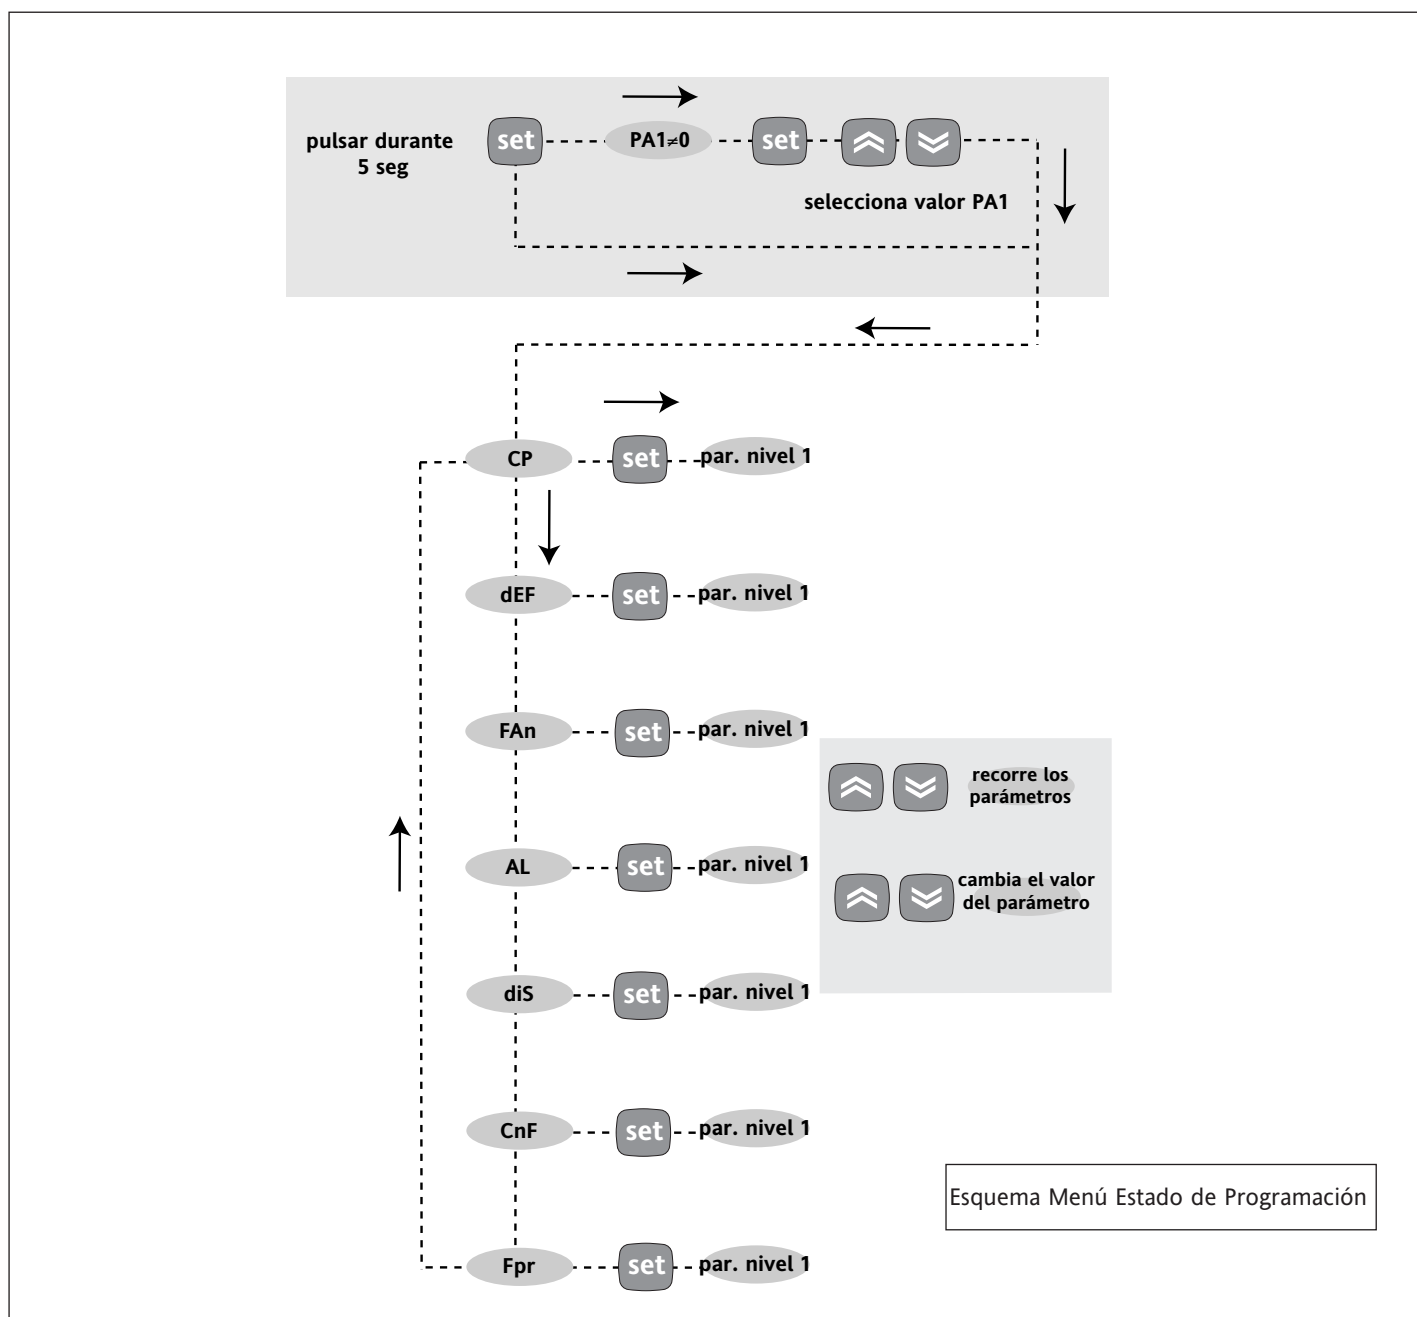 pulsar durante
5 seg
set
PA1≠0
set
selecciona valor PA1
CP
set
par. nivel 1
dEF
set
par. nivel 1
FAn
set
par. nivel 1
recorre los
parámetros
AL
set
par. nivel 1
cambia el valor
del parámetro
diS
set
par. nivel 1
CnF
set
par. nivel 1
Esquema Menú Estado de Programación
Fpr
set
par. nivel 1